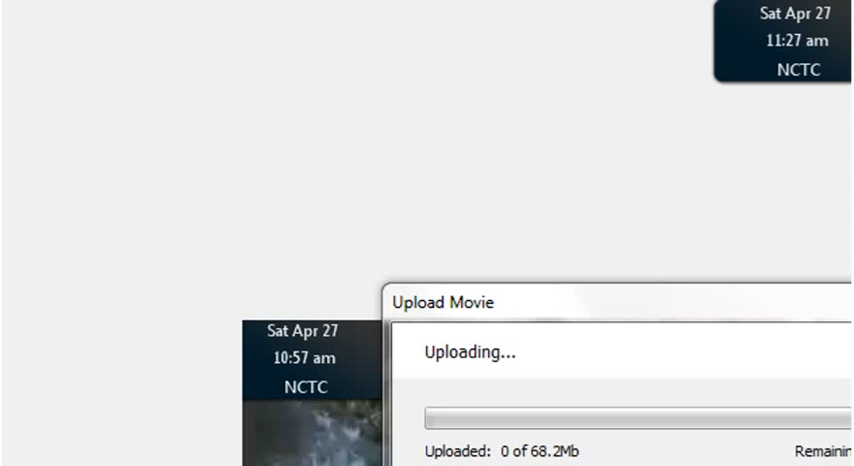 Sat Apr 27
11:27 am
NCTC
Upload Movie
Sat Apr 27
10:57 am
NCTC
Uploading...
Uploaded: 0 of 68.2Mb